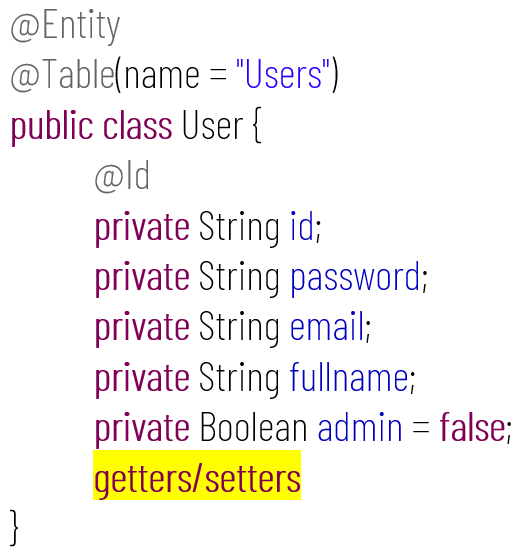 @Entity
@Table(name = "Users")
public class User {
@Id
private String id;
private String password;
private String email;
private String fullname;
private Boolean admin = false;
getters/setters
}